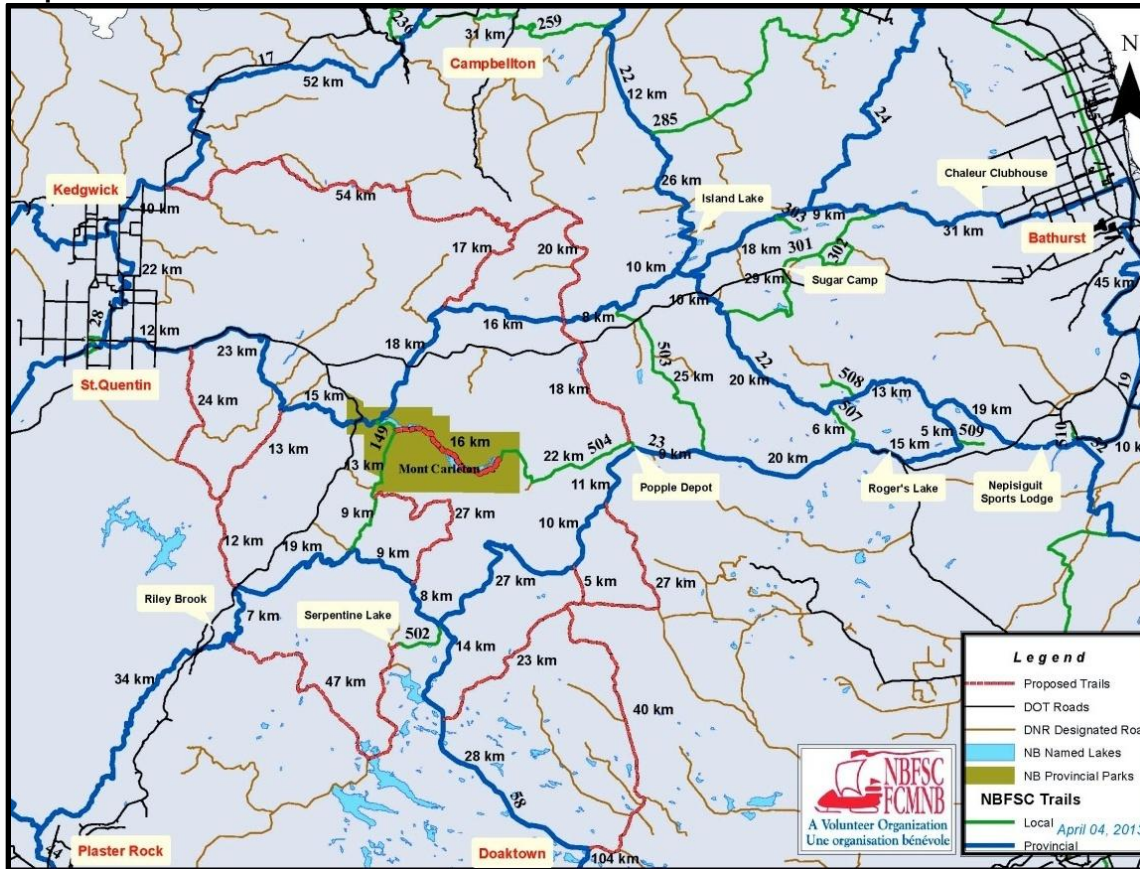 236
31 km
259
17
52 km
Campbellton
22
12 km
N
285
24
Kedgwick
54 km
26 km
Chaleur Clubhouse
Island Lake
303
9 km
40 km
17 km
20 km
18 km
301
302
31 km
Bathurst
22 km
10 km
29 km
Sugar Camp
45 km
10 km
28
12 km
16 km
8 km
18 km
503
22
23 km
St.Quentin
18 km
25 km
20 km
508
13 km
19
24 km
15 km
507
19 km
149
16 km
504
6 km
5 km
509
510
13 km
23
15 km
10 km
13 km
Mont Carleton
22 km
9 km
20 km
11 km
Popple Depot
Roger's Lake
Nepisiguit
Sports Lodge
9 km
27 km
10 km
12 km
19 km
9 km
27 km
8 km
5 km
27 km
Riley Brook
7 km
Serpentine Lake
502
14 km
23 km
34 km
47 km
40 km
28 km
58
Plaster Rock
Doaktown
104 km
NBFSC
FCMNB
A Volunteer Organization
Une organisation bénévole
Legend
Proposed Trails
DOT Roads
DNR Designated Roa
NB Named Lakes
NB Provincial Parks
NBFSC Trails
Local
April 04, 2013
Provincial